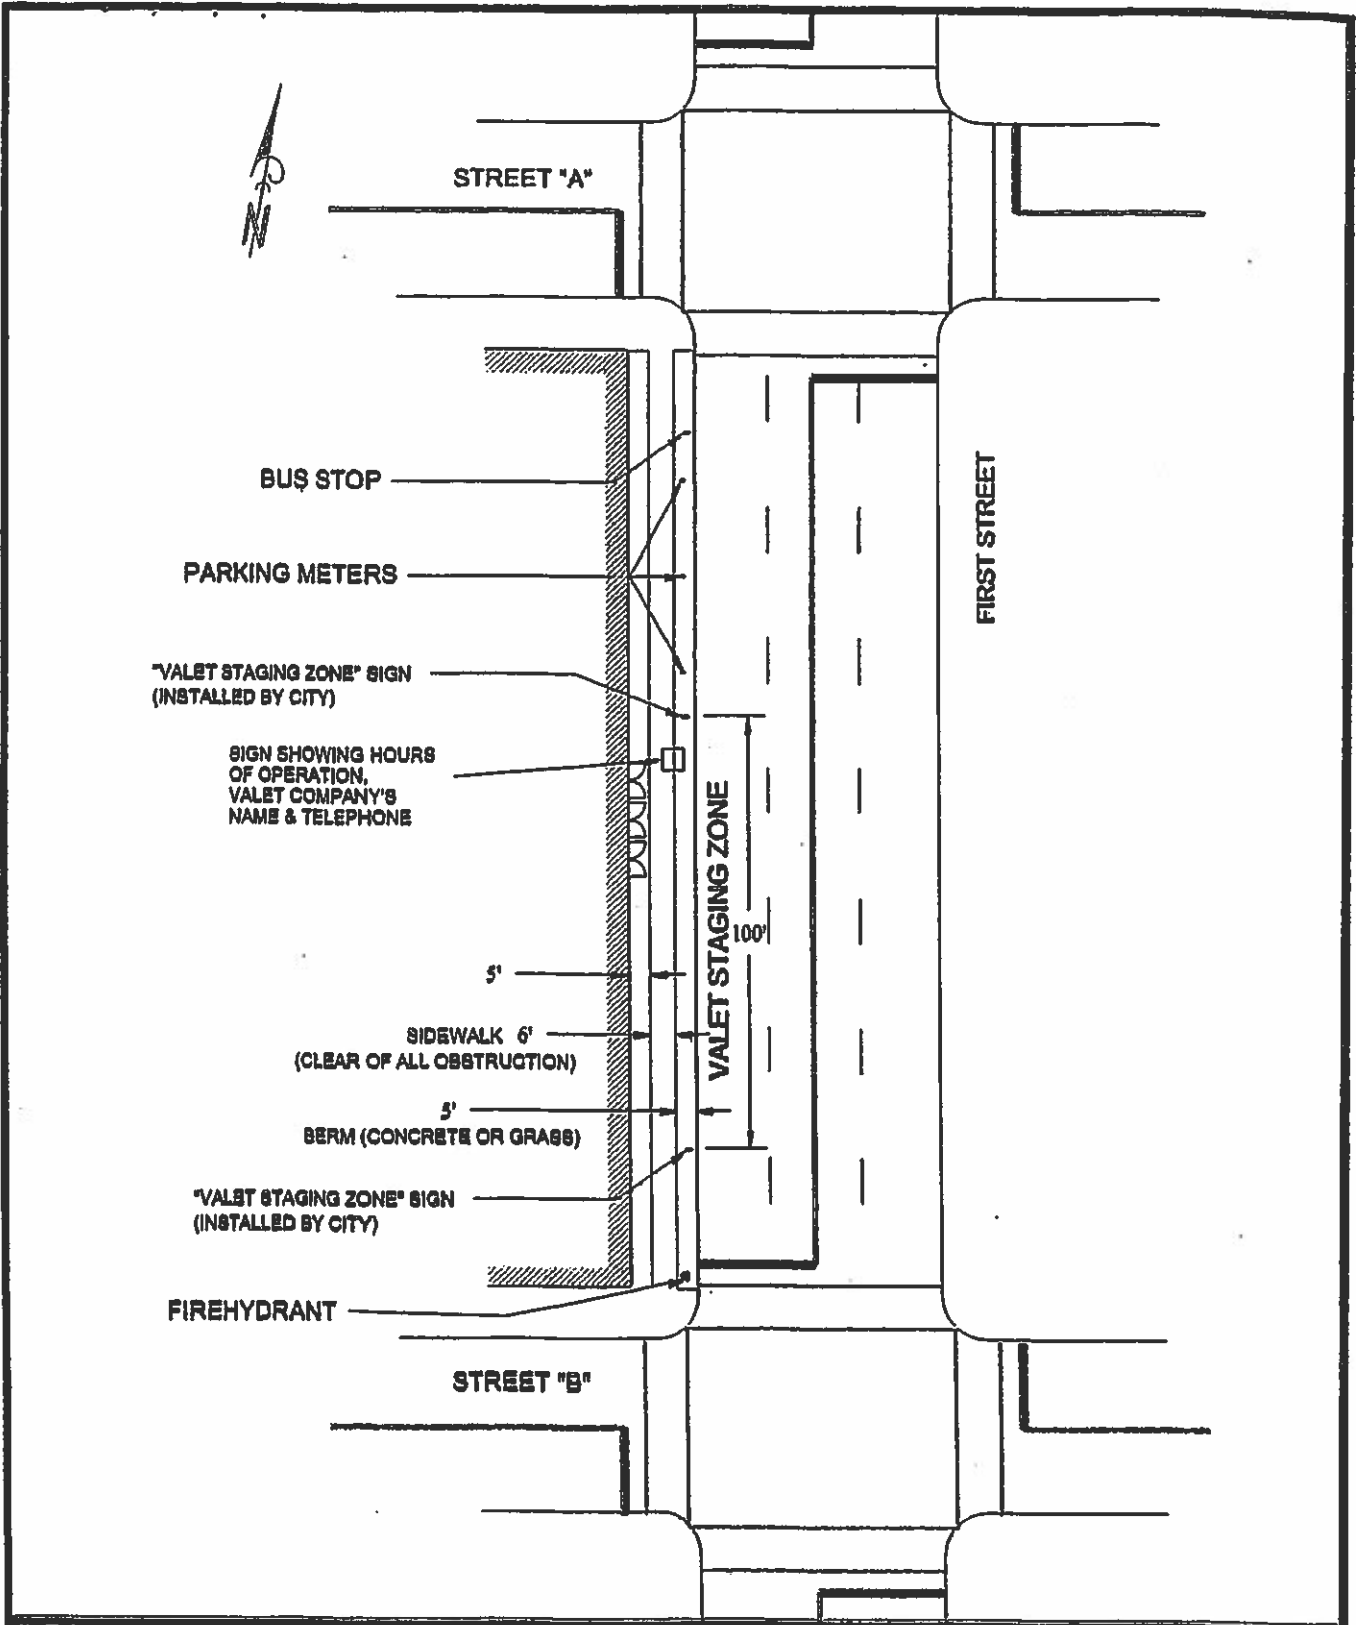 N
STREET "A"
BUS STOP
PARKING METERS
"VALET STAGING ZONE" SIGN
(INSTALLED BY CITY)
SIGN SHOWING HOURS
OF OPERATION,
VALET COMPANY'S
NAME & TELEPHONE
FIRST STREET
VALET STAGING ZONE
100'
5'
SIDEWALK 6'
(CLEAR OF ALL OBSTRUCTION)
5'
BERM (CONCRETE OR GRASS)
"VALET STAGING ZONE" SIGN
(INSTALLED BY CITY)
FIREHYDRANT
STREET "B"